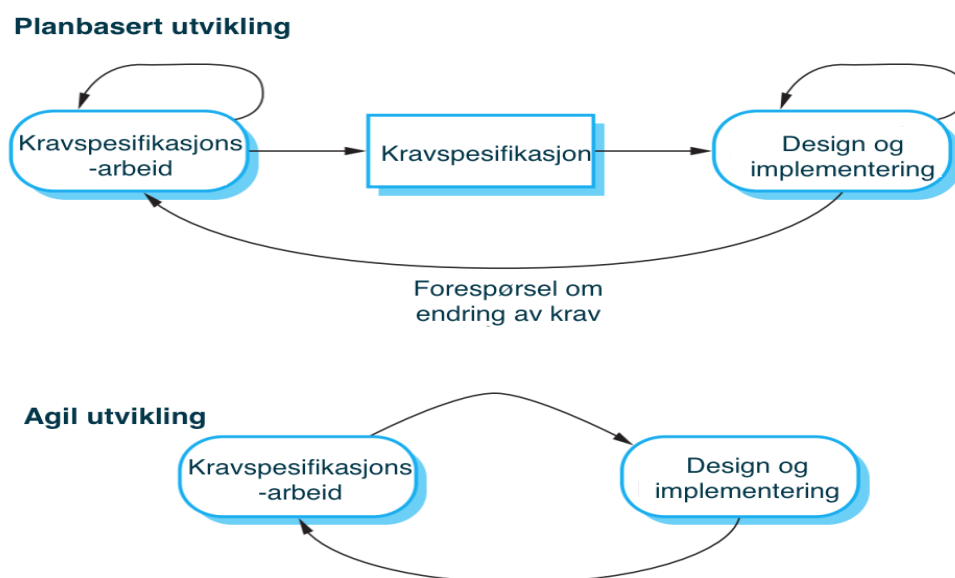 Planbasert utvikling
Kravspesifikasjons
-arbeid
Kravspesifikasjon
Design og
implementering
Forespørsel om
endring av krav
Agil utvikling
Kravspesifikasjons
-arbeid
Design og
implementering